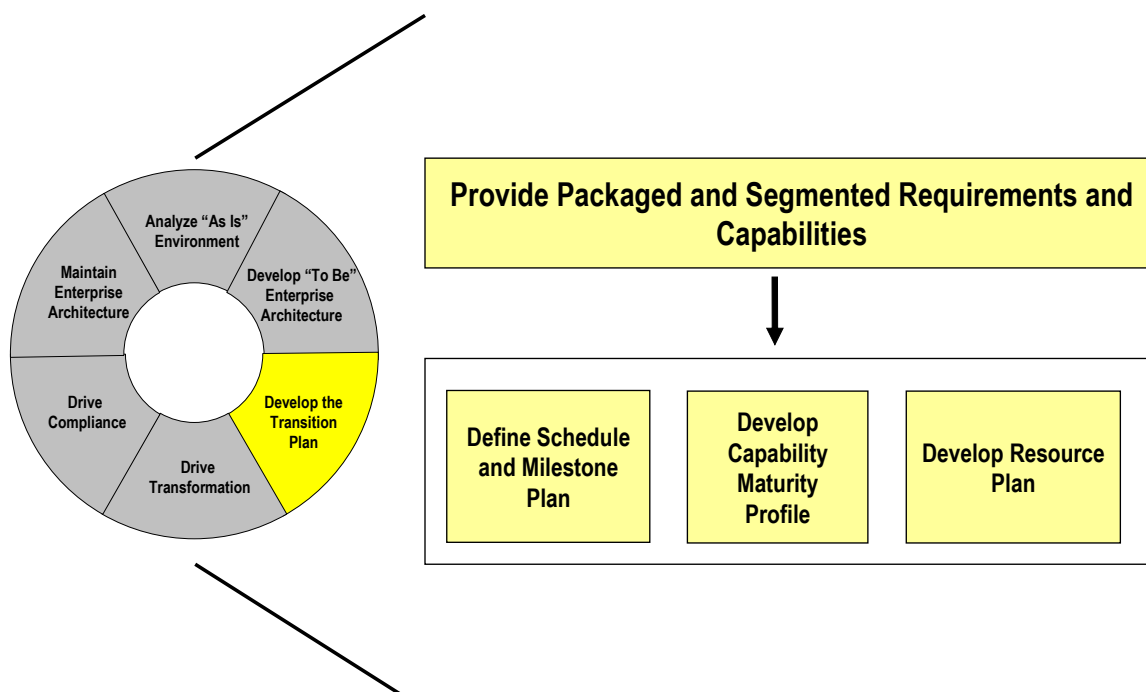 Analyze “As Is”
Environment
Develop “To Be”
Enterprise
Architecture
Develop the
Transition
Plan
Drive
Transformation
Drive
Compliance
Maintain
Enterprise
Architecture
Provide Packaged and Segmented Requirements and
Capabilities
Define Schedule
and Milestone
Plan
Develop
Capability
Maturity
Profile
Develop Resource
Plan